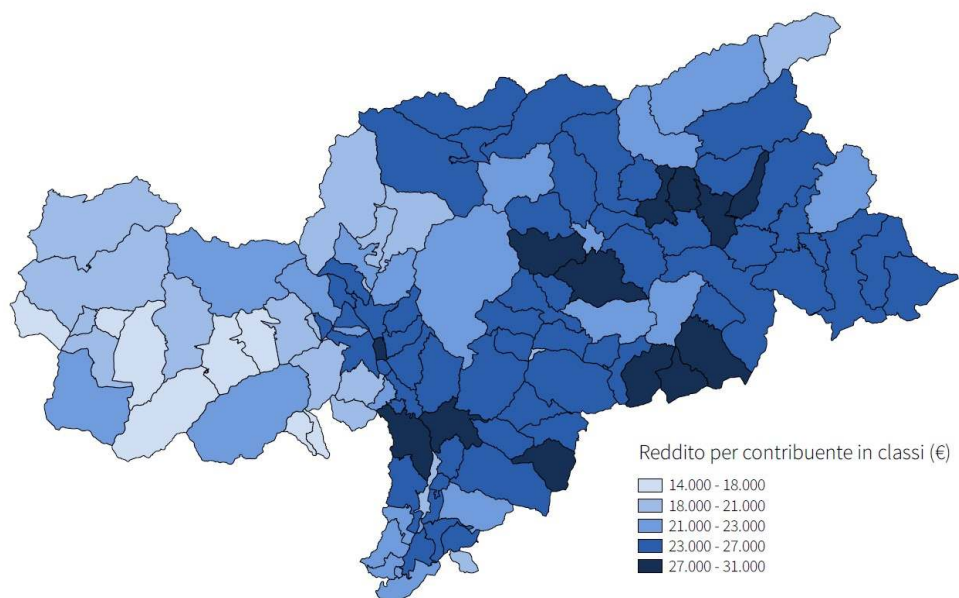 Reddito per contribuente in classi (€)
14.000 - 18.000
18.000 - 21.000
21.000 - 23.000
23.000 - 27.000
27.000 - 31.000